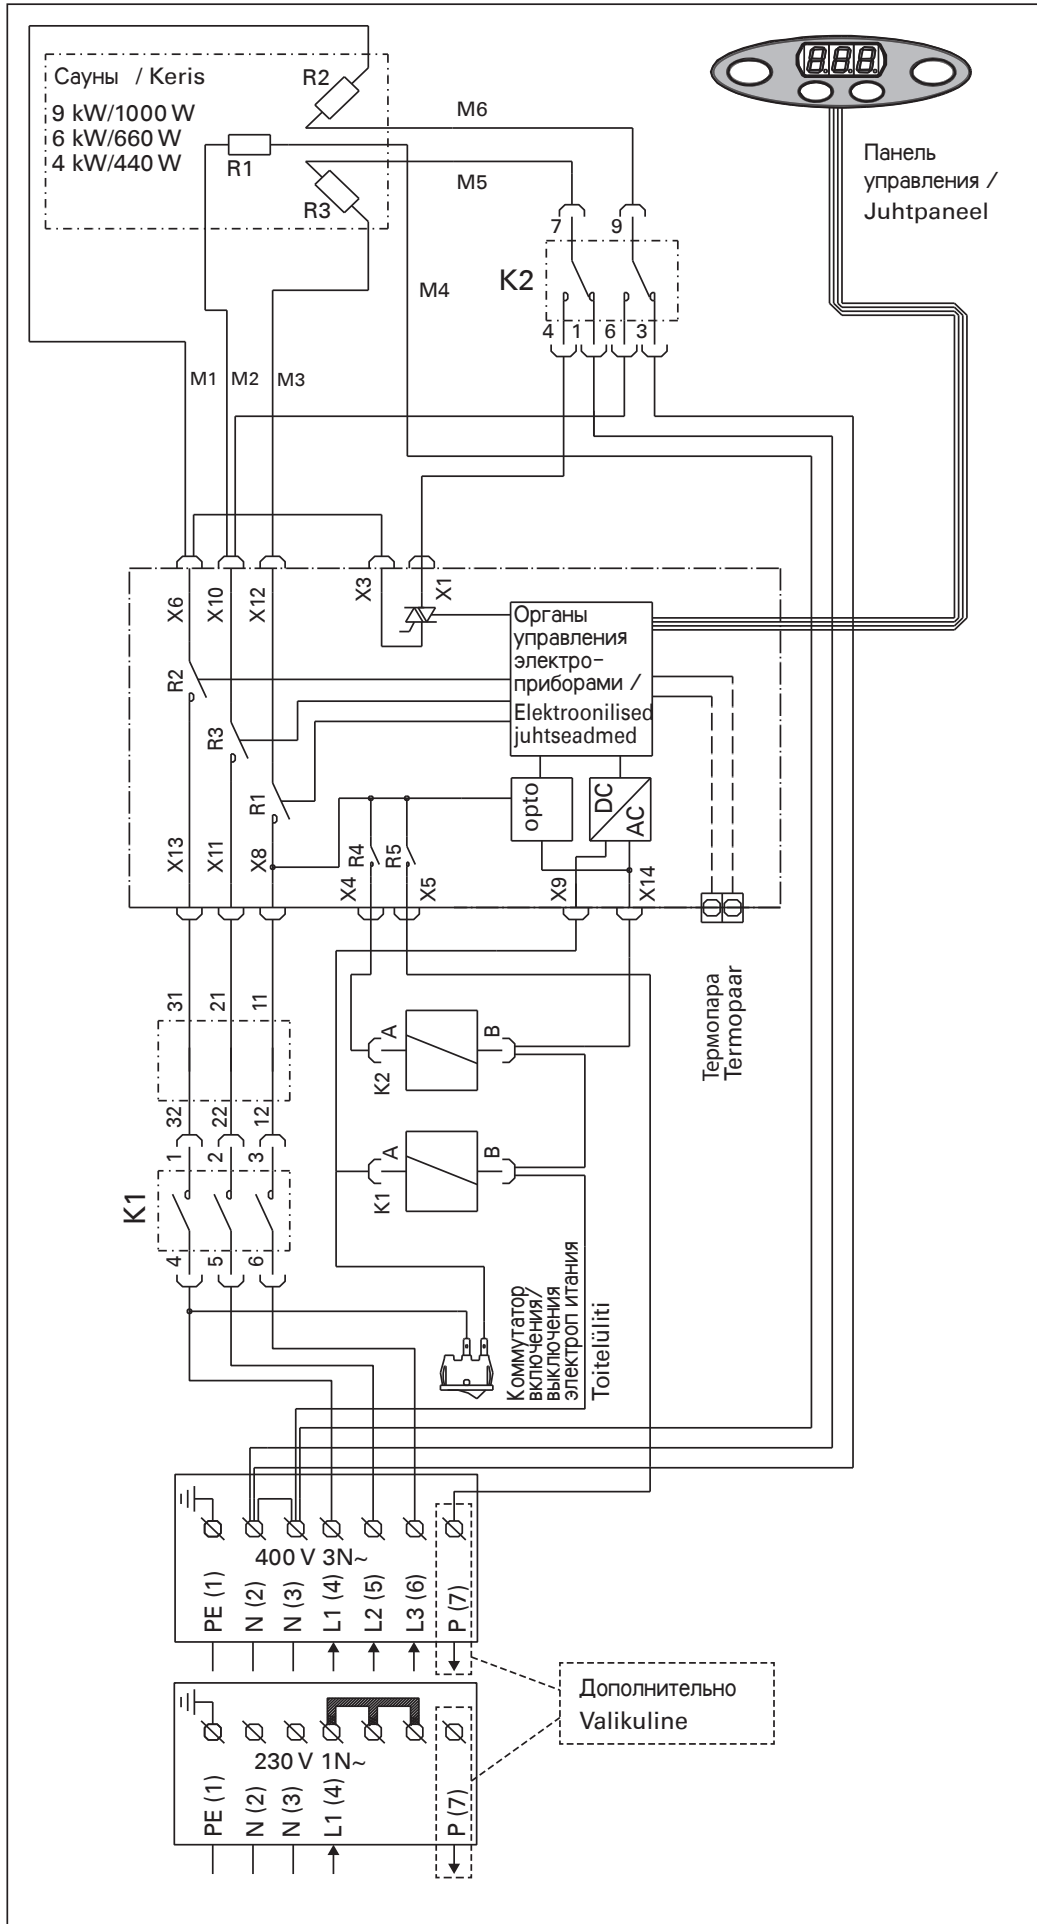 Сауны / Keris
9 kW/1000 W
6 kW/660 W
4 kW/440 W
R2
R1
R3
M6
M5
8.8.8.
Панель
управления /
Juhtpaneel
7
9
K2
4
1
6
3
M4
M1
M2
M3
X6
X10
X12
X3
X1
Органы
управления
электро-
приборами /
Elektroonilised
juhtseadmed
R2
R3
R1
opto
DC
AC
X13
X11
X8
R4
R5
X4
X5
X9
X14
31
21
11
Термопара
Termopaar
A
B
K2
32
22
12
1
2
3
A
B
K1
K1
4
5
6
Коммутатор
включения/
выключения
электроп итания
Toitelüliti
400 V 3N~
PE (1)
N (2)
N (3)
L1 (4)
L2 (5)
L3 (6)
P (7)
Дополнительно
Valikuline
230 V 1N~
PE (1)
N (2)
N (3)
L1 (4)
P (7)